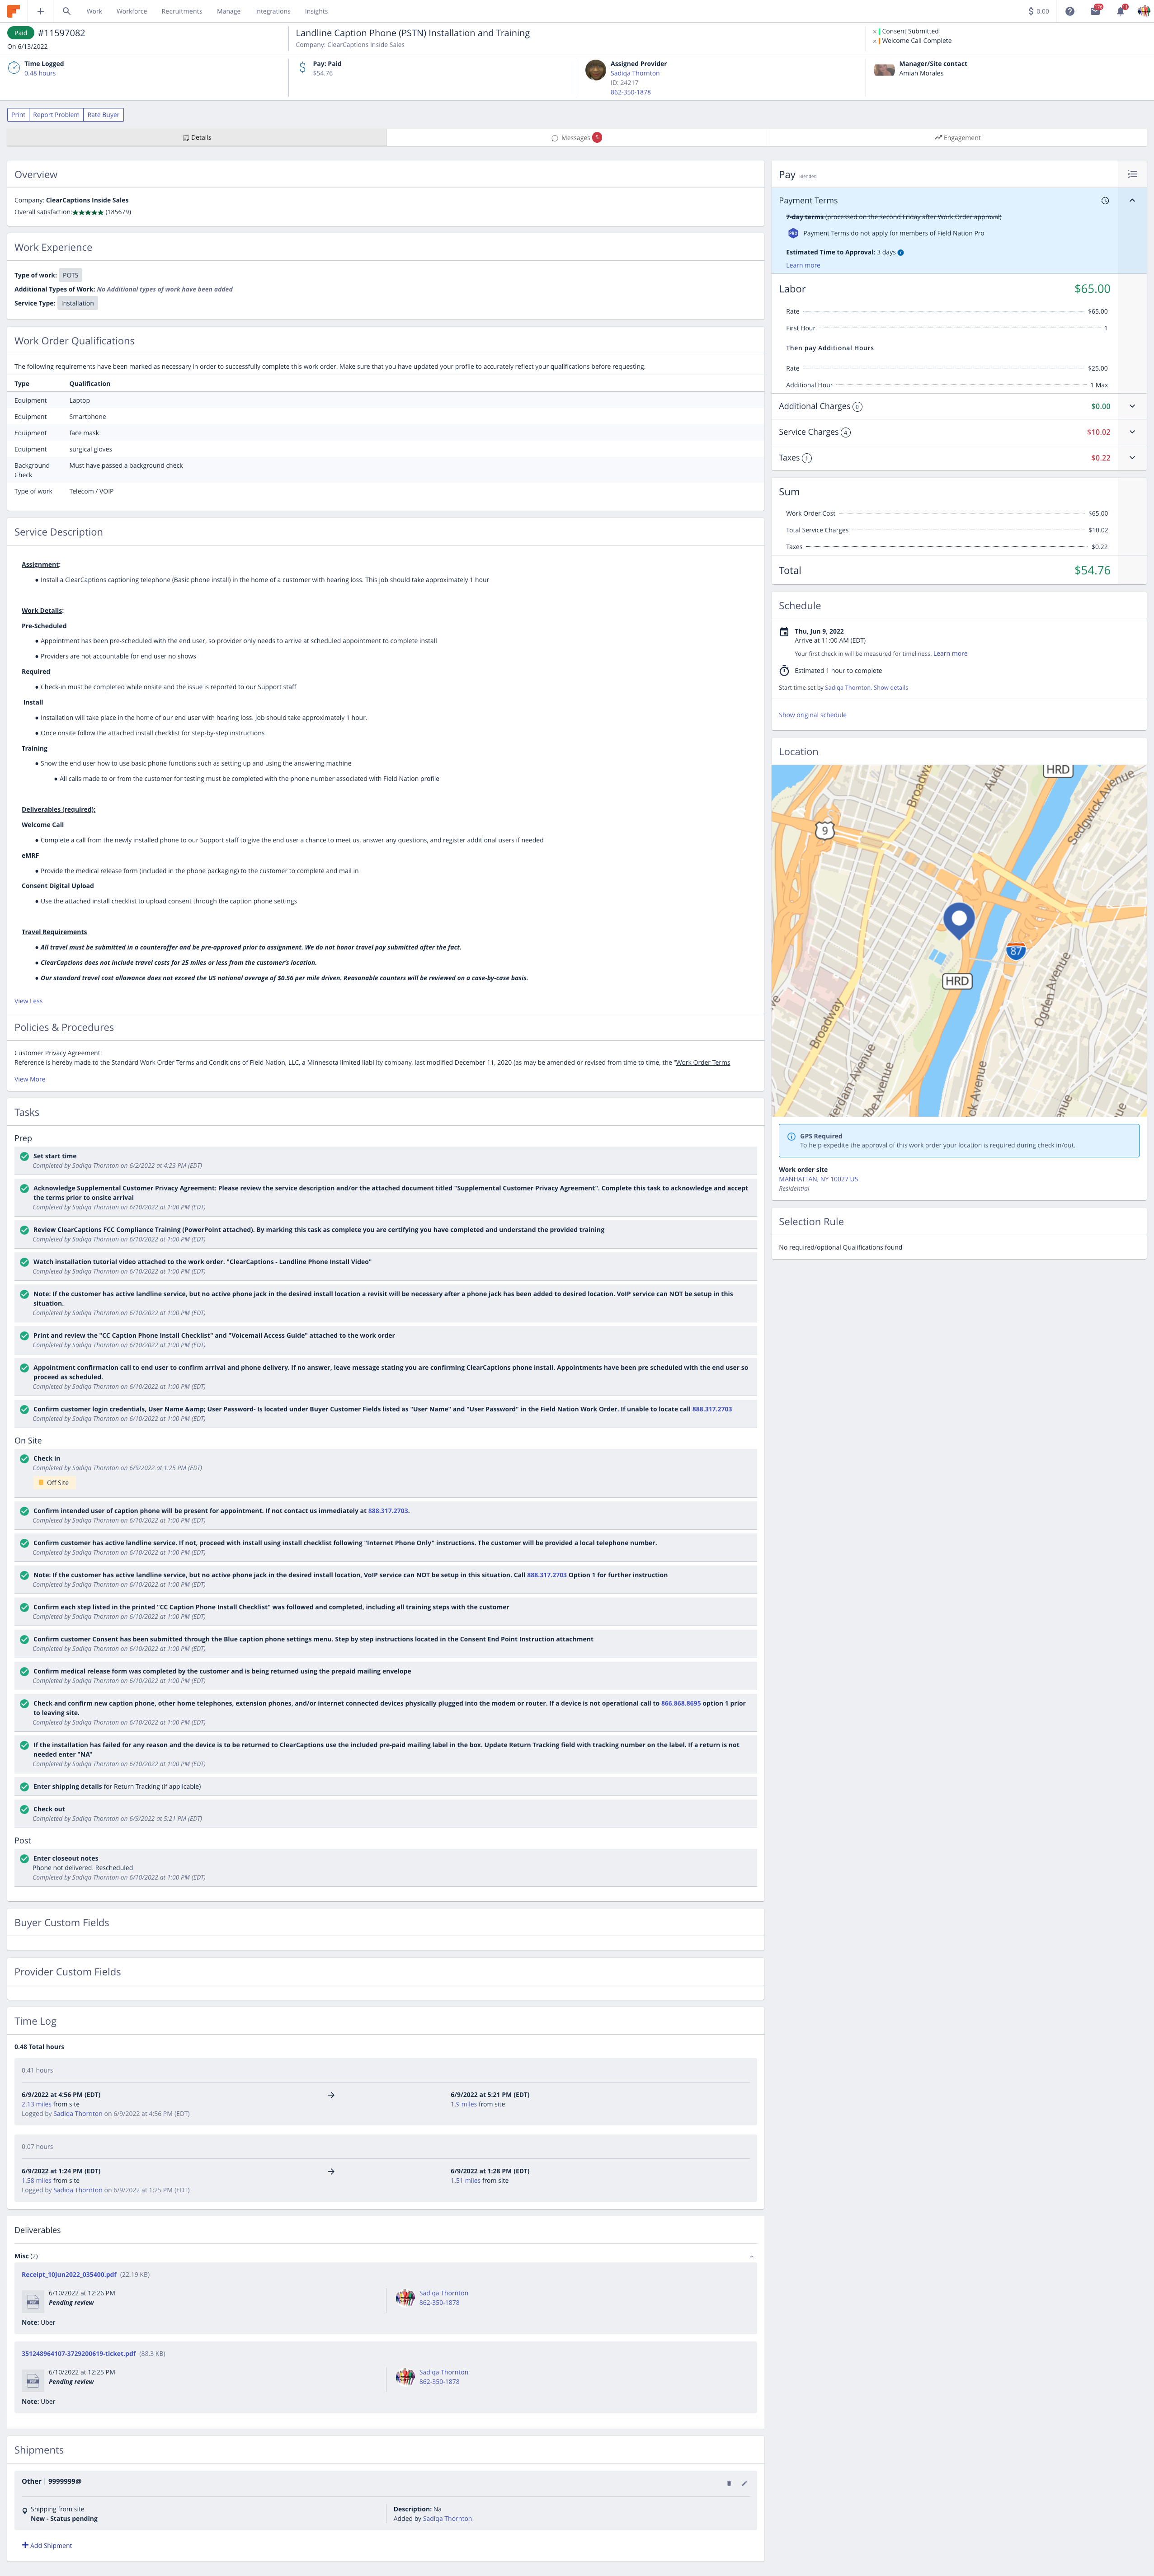 Work Workforce Recruitments Manage Integrations Insights
$ 0.00
Paid #11597082
On 6/13/2022
Landline Caption Phone (PSTN) Installation and Training
Company: ClearCaptions Inside Sales
Consent Submitted
Welcome Call Complete
Time Logged
0.48 hours
Pay: Paid
$54.76
Assigned Provider
Sadiqa Thornton
ID: 24217
862-350-1878
Manager/Site contact
Amiah Morales
Print Report Problem Rate Buyer
Details
Messages 5
Engagement
Overview
Company: ClearCaptions Inside Sales
Overall satisfaction:★★★★★ (185679)
Work Experience
Type of work: POTS
Additional Types of Work: No Additional types of work have been added
Service Type: Installation
Work Order Qualifications
The following requirements have been marked as necessary in order to successfully complete this work order. Make sure that you have updated your profile to accurately reflect your qualifications before requesting.
Type Qualification
Equipment Laptop
Equipment Smartphone
Equipment face mask
Equipment surgical gloves
Background Must have passed a background check
Check
Type of work Telecom / VOIP
Service Description
Assignment:
• Install a ClearCaptions captioning telephone (Basic phone install) in the home of a customer with hearing loss. This job should take approximately 1 hour
Work Details:
Pre-Scheduled
• Appointment has been pre-scheduled with the end user, so provider only needs to arrive at scheduled appointment to complete install
• Providers are not accountable for end user no shows
Required
• Check-in must be completed while onsite and the issue is reported to our Support staff
Install
• Installation will take place in the home of our end user with hearing loss. Job should take approximately 1 hour.
• Once onsite follow the attached install checklist for step-by-step instructions
Training
• Show the end user how to use basic phone functions such as setting up and using the answering machine
• All calls made to or from the customer for testing must be completed with the phone number associated with Field Nation profile
Deliverables (required):
Welcome Call
• Complete a call from the newly installed phone to our Support staff to give the end user a chance to meet us, answer any questions, and register additional users if needed
eMRF
• Provide the medical release form (included in the phone packaging) to the customer to complete and mail in
Consent Digital Upload
• Use the attached install checklist to upload consent through the caption phone settings
Travel Requirements
• All travel must be submitted in a counteroffer and be pre-approved prior to assignment. We do not honor travel pay submitted after the fact.
• ClearCaptions does not include travel costs for 25 miles or less from the customer's location.
• Our standard travel cost allowance does not exceed the US national average of $0.56 per mile driven. Reasonable counters will be reviewed on a case-by-case basis.
View Less
Policies & Procedures
Customer Privacy Agreement:
Reference is hereby made to the Standard Work Order Terms and Conditions of Field Nation, LLC, a Minnesota limited liability company, last modified December 11, 2020 (as may be amended or revised from time to time, the "Work Order Terms
View More
Tasks
Prep
Set start time
Completed by Sadiqa Thornton on 6/2/2022 at 4:23 PM (EDT)
Acknowledge Supplemental Customer Privacy Agreement: Please review the service description and/or the attached document titled "Supplemental Customer Privacy Agreement". Complete this task to acknowledge and accept
the terms prior to onsite arrival
Completed by Sadiqa Thornton on 6/10/2022 at 1:00 PM (EDT)
Review ClearCaptions FCC Compliance Training (PowerPoint attached). By marking this task as complete you are certifying you have completed and understand the provided training
Completed by Sadiqa Thornton on 6/10/2022 at 1:00 PM (EDT)
Watch installation tutorial video attached to the work order. "ClearCaptions - Landline Phone Install Video"
Completed by Sadiqa Thornton on 6/10/2022 at 1:00 PM (EDT)
Note: If the customer has active landline service, but no active phone jack in the desired install location a revisit will be necessary after a phone jack has been added to desired location. VoIP service can NOT be setup in this
situation.
Completed by Sadiqa Thornton on 6/10/2022 at 1:00 PM (EDT)
Print and review the "CC Caption Phone Install Checklist" and "Voicemail Access Guide" attached to the work order
Completed by Sadiqa Thornton on 6/10/2022 at 1:00 PM (EDT)
Appointment confirmation call to end user to confirm arrival and phone delivery. If no answer, leave message stating you are confirming ClearCaptions phone install. Appointments have been pre scheduled with the end user so
proceed as scheduled.
Completed by Sadiqa Thornton on 6/10/2022 at 1:00 PM (EDT)
Confirm customer login credentials, User Name &amp; User Password- Is located under Buyer Customer Fields listed as "User Name" and "User Password" in the Field Nation Work Order. If unable to locate call 888.317.2703
Completed by Sadiqa Thornton on 6/10/2022 at 1:00 PM (EDT)
On Site
Check in
Completed by Sadiqa Thornton on 6/9/2022 at 1:25 PM (EDT)
Off Site
Confirm intended user of caption phone will be present for appointment. If not contact us immediately at 888.317.2703.
Completed by Sadiqa Thornton on 6/10/2022 at 1:00 PM (EDT)
Confirm customer has active landline service. If not, proceed with install using install checklist following "Internet Phone Only" instructions. The customer will be provided a local telephone number.
Completed by Sadiqa Thornton on 6/10/2022 at 1:00 PM (EDT)
Note: If the customer has active landline service, but no active phone jack in the desired install location, VoIP service can NOT be setup in this situation. Call 888.317.2703 Option 1 for further instruction
Completed by Sadiqa Thornton on 6/10/2022 at 1:00 PM (EDT)
Confirm each step listed in the printed "CC Caption Phone Install Checklist" was followed and completed, including all training steps with the customer
Completed by Sadiqa Thornton on 6/10/2022 at 1:00 PM (EDT)
Confirm customer Consent has been submitted through the Blue caption phone settings menu. Step by step instructions located in the Consent End Point Instruction attachment
Completed by Sadiqa Thornton on 6/10/2022 at 1:00 PM (EDT)
Confirm medical release form was completed by the customer and is being returned using the prepaid mailing envelope
Completed by Sadiqa Thornton on 6/10/2022 at 1:00 PM (EDT)
Check and confirm new caption phone, other home telephones, extension phones, and/or internet connected devices physically plugged into the modem or router. If a device is not operational call to 866.868.8695 option 1 prior
to leaving site.
Completed by Sadiqa Thornton on 6/10/2022 at 1:00 PM (EDT)
If the installation has failed for any reason and the device is to be returned to ClearCaptions use the included pre-paid mailing label in the box. Update Return Tracking field with tracking number on the label. If a return is not
needed enter "NA"
Completed by Sadiqa Thornton on 6/10/2022 at 1:00 PM (EDT)
Enter shipping details for Return Tracking (if applicable)
Check out
Completed by Sadiqa Thornton on 6/9/2022 at 5:21 PM (EDT)
Post
Enter closeout notes
Phone not delivered. Rescheduled
Completed by Sadiqa Thornton on 6/10/2022 at 1:00 PM (EDT)
Buyer Custom Fields
Provider Custom Fields
Time Log
0.48 Total hours
0.41 hours
6/9/2022 at 4:56 PM (EDT) → 6/9/2022 at 5:21 PM (EDT)
2.13 miles from site 1.9 miles from site
Logged by Sadiqa Thornton on 6/9/2022 at 4:56 PM (EDT)
0.07 hours
6/9/2022 at 1:24 PM (EDT) → 6/9/2022 at 1:28 PM (EDT)
1.58 miles from site 1.51 miles from site
Logged by Sadiqa Thornton on 6/9/2022 at 1:25 PM (EDT)
Deliverables
Misc (2)
Receipt_10Jun2022_035400.pdf (22.19 KB)
6/10/2022 at 12:26 PM Sadiqa Thornton
Pending review 862-350-1878
Note: Uber
351248964107-3729200619-ticket.pdf (88.3 KB)
6/10/2022 at 12:25 PM Sadiqa Thornton
Pending review 862-350-1878
Note: Uber
Shipments
Other 9999999@
Shipping from site Description: Na
New - Status pending Added by Sadiqa Thornton
+ Add Shipment
Pay Blended
Payment Terms
7-day terms (processed on the second Friday after Work Order approval)
PRO Payment Terms do not apply for members of Field Nation Pro
Estimated Time to Approval: 3 days
Learn more
Labor $65.00
Rate $65.00
First Hour 1
Then pay Additional Hours
Rate $25.00
Additional Hour 1 Max
Additional Charges 0 $0.00
Service Charges 4 $10.02
Taxes 1 $0.22
Sum
Work Order Cost $65.00
Total Service Charges $10.02
Taxes $0.22
Total $54.76
Schedule
Thu, Jun 9, 2022
Arrive at 11:00 AM (EDT)
Your first check in will be measured for timeliness. Learn more
Estimated 1 hour to complete
Start time set by Sadiqa Thornton. Show details
Show original schedule
Location
HRD
Sedgwick Avenue
9
87
HRD
Ogden Avenue
Broadway
GPS Required
To help expedite the approval of this work order your location is required during check in/out.
Work order site
MANHATTAN, NY 10027 US
Residential
Selection Rule
No required/optional Qualifications found